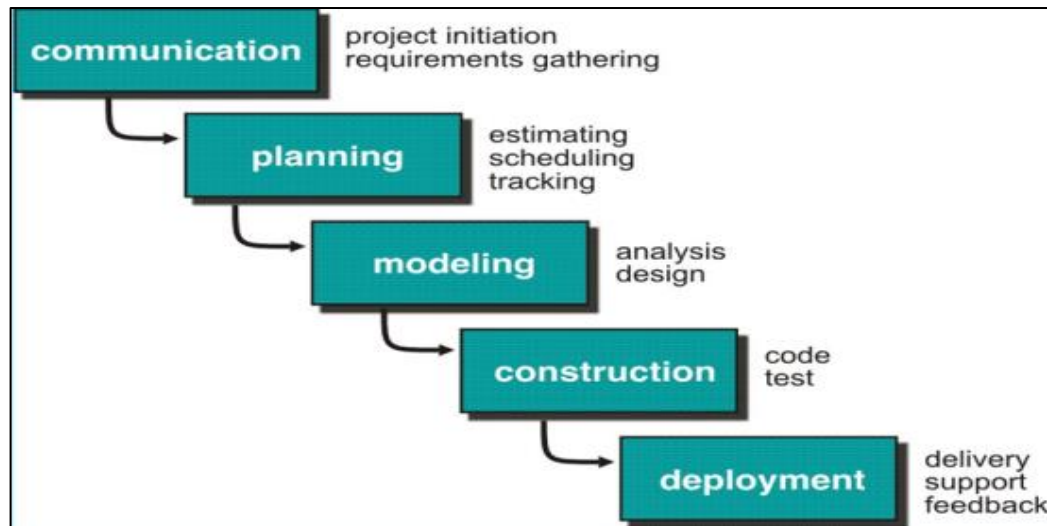 communication
project initiation
requirements gathering
planning
estimating
scheduling
tracking
modeling
analysis
design
construction
code
test
deployment
delivery
support
feedback